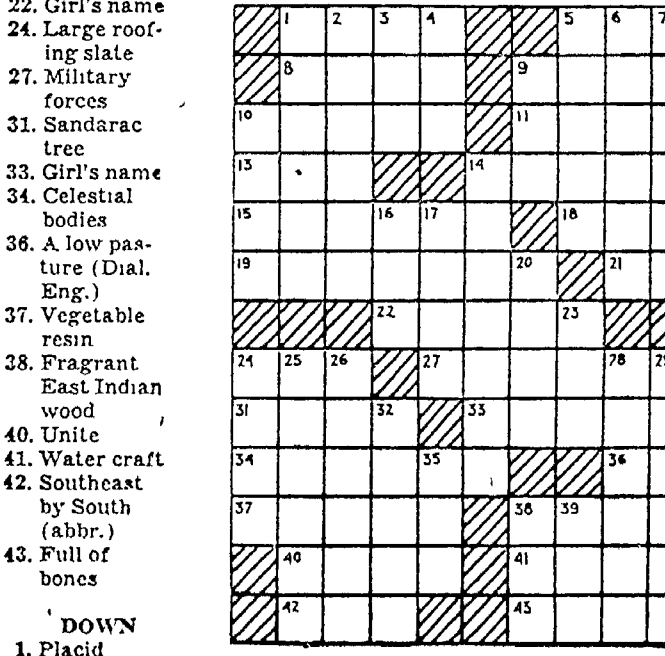 22. Girl's name
24. Large roof-
ing slate
27. Military
forces
31. Sandarac
tree
33. Girl's name
34. Celestial
bodies
36. A low pas-
ture (Dial.
Eng.)
37. Vegetable
resin
38. Fragrant
East Indian
wood
40. Unite
41. Water craft
42. Southeast
by South
(abbr.)
43. Full of
bones
DOWN
1. Placid
1 2 3 4 5 6 7
8 9
10 11
13 14
15 16 17 18
19 20 21
22 23
24 25 26 27 28
31 32 33
34 35 36
37 38 39
40 41
42 43